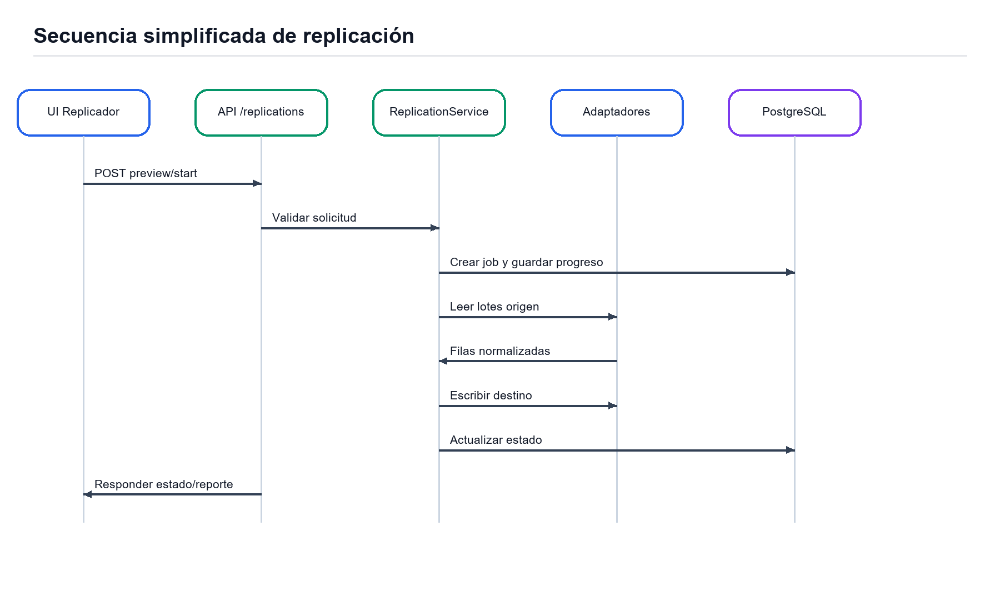 Secuencia simplificada de replicación
UI Replicador
API /replications
ReplicationService
Adaptadores
PostgreSQL
POST preview/start
Validar solicitud
Crear job y guardar progreso
Leer lotes origen
Filas normalizadas
Escribir destino
Actualizar estado
Responder estado/reporte